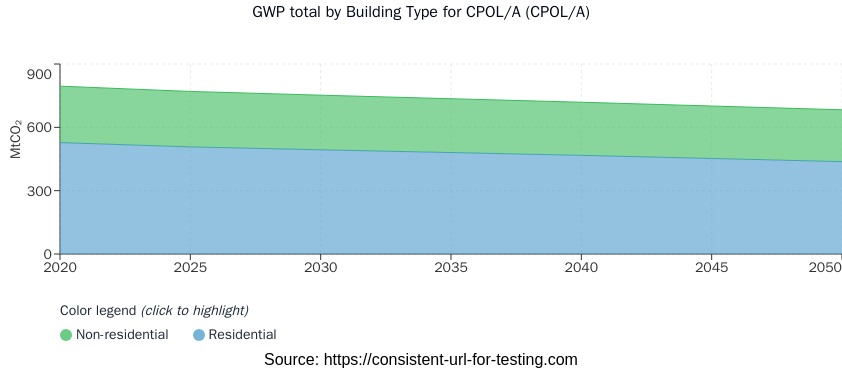 GWP total by Building Type for CPOL/A (CPOL/A)
MtCO₂
900
600
300
0
2020 2025 2030 2035 2040 2045 2050
Color legend (click to highlight)
Non-residential Residential
Source: https://consistent-url-for-testing.com